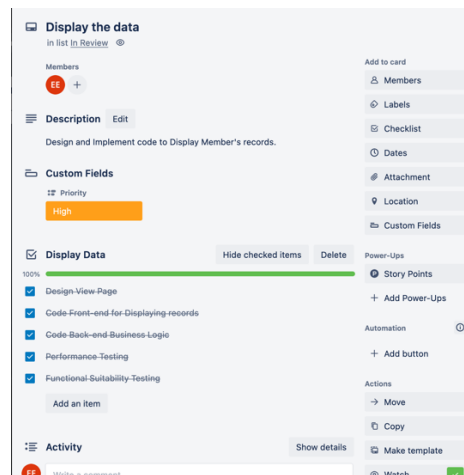 Display the data
in list In Review
Members
EE +
Description Edit
Design and Implement code to Display Member's records.
Custom Fields
Priority
High
Display Data Hide checked items Delete
100%
Design View Page
Code Front-end for Displaying records
Code Back-end Business Logic
Performance Testing
Functional Suitability Testing
Add an item
Activity Show details
EE Write a comment
Add to card
Members
Labels
Checklist
Dates
Attachment
Location
Custom Fields
Power-Ups
Story Points
+ Add Power-Ups
Automation
+ Add button
Actions
Move
Copy
Make template
Watch